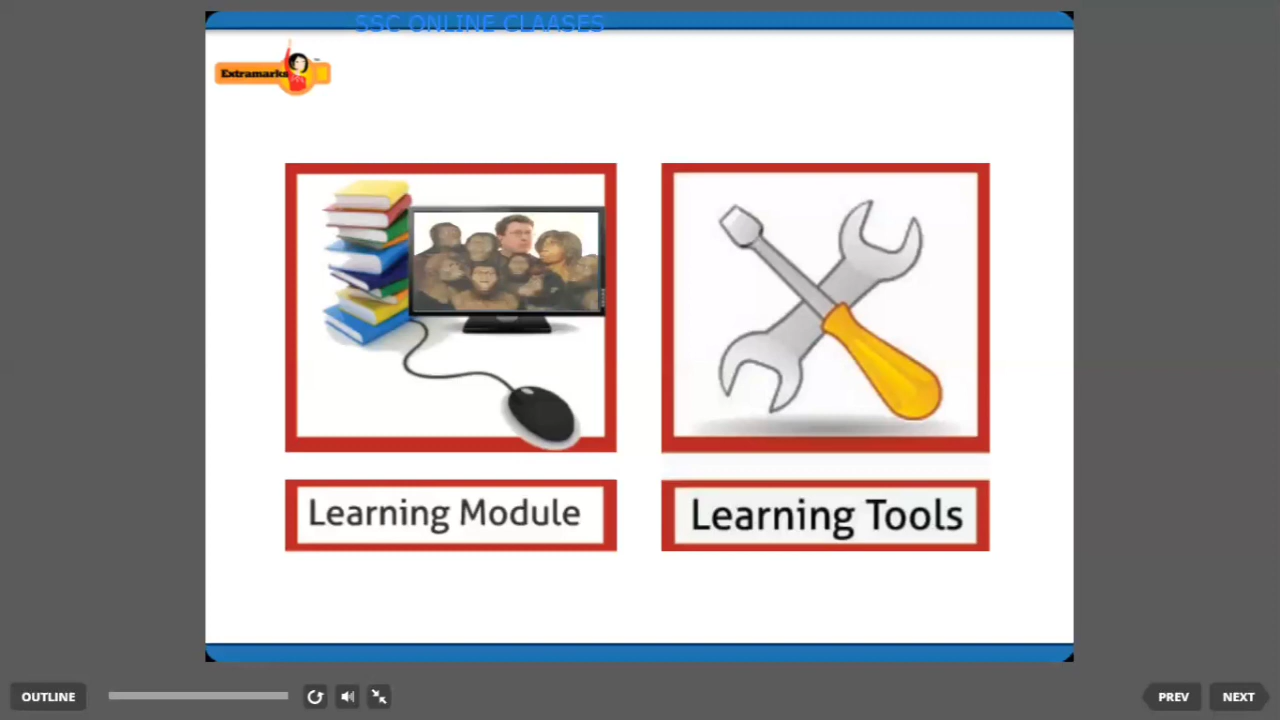 SSC ONLINE CLAASES
Extramarks
Learning Module
Learning Tools
OUTLINE
PREV
NEXT